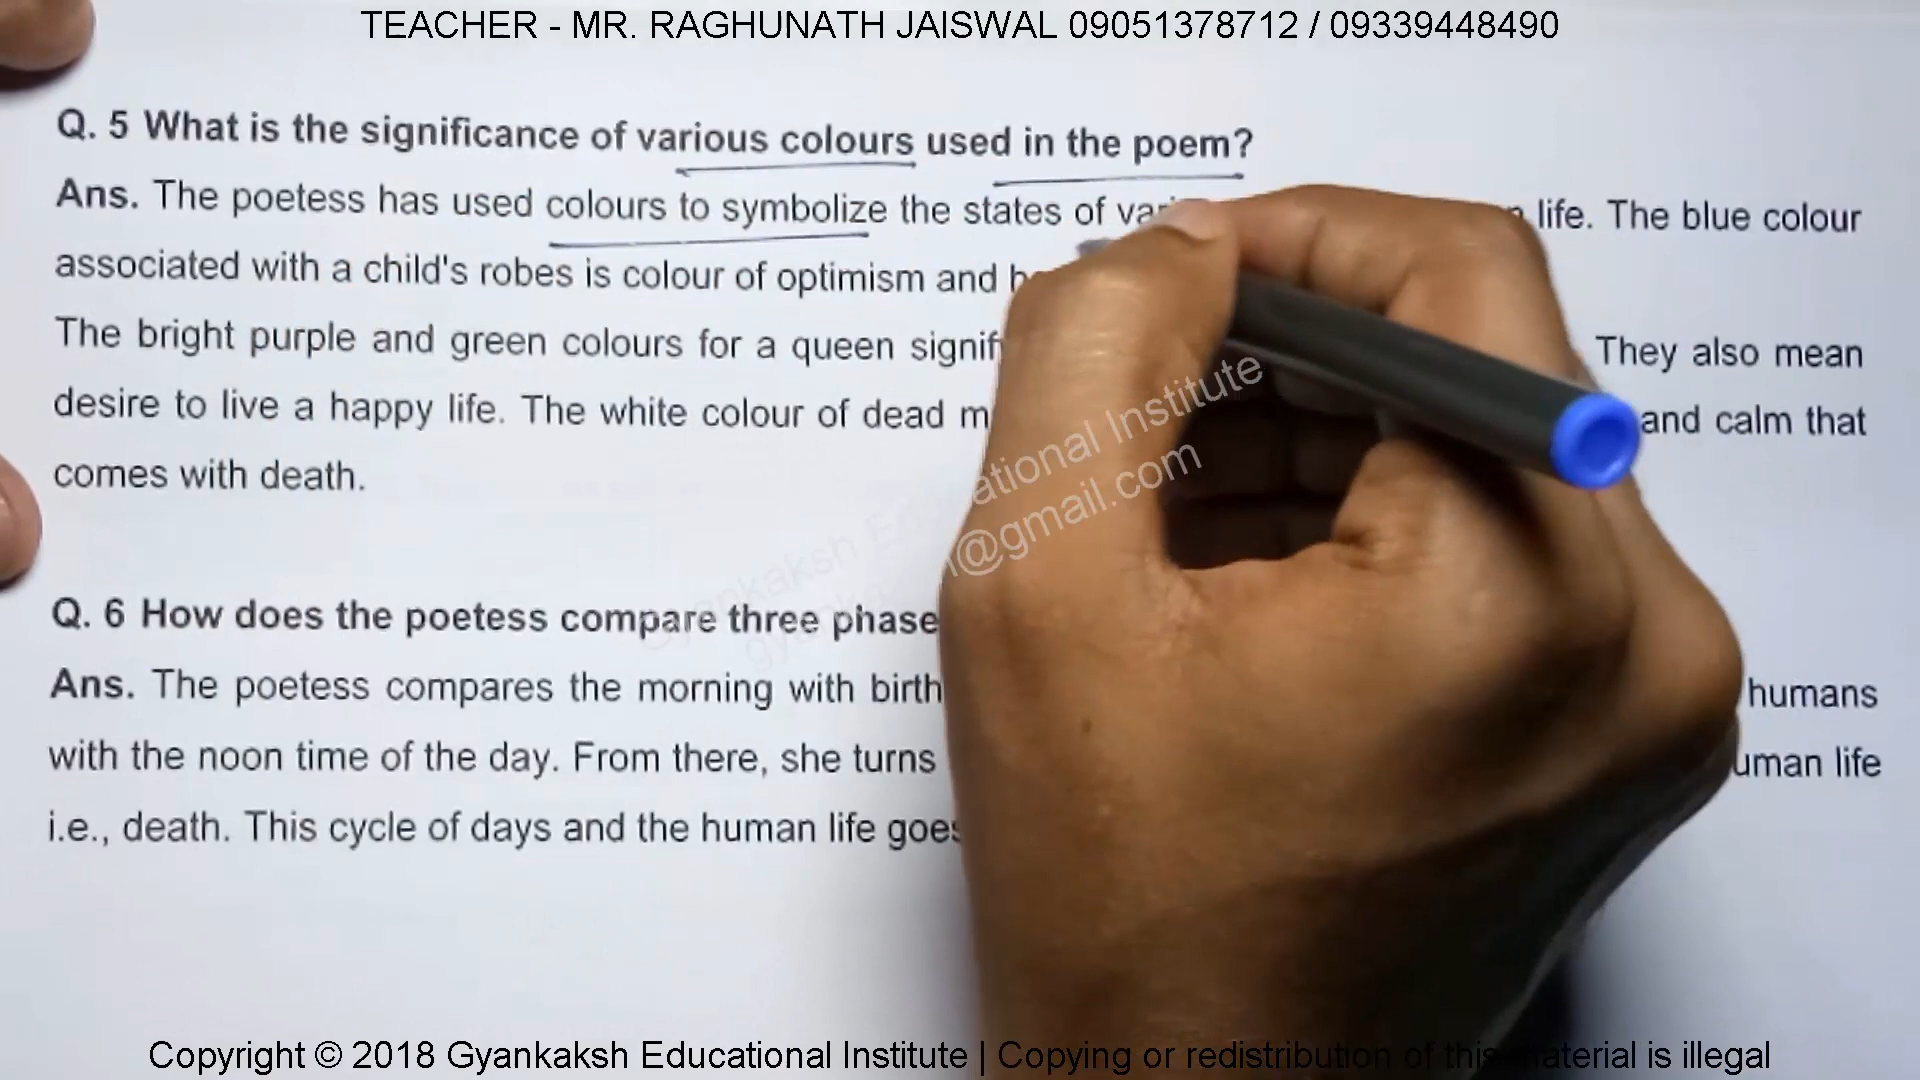 TEACHER - MR. RAGHUNATH JAISWAL 09051378712 / 09339448490
Q. 5 What is the significance of various colours used in the poem?
Ans. The poetess has used colours to symbolize the states of life. The blue colour
associated with a child's robes is colour of optimism and
The bright purple and green colours for a queen They also mean
desire to live a happy life. The white colour of dead and calm that
comes with death.
Gyankaksh Educational Institute
@gmail.com
Q. 6 How does the poetess compare three
Ans. The poetess compares the morning with birth humans
with the noon time of the day. From there, she turns life
i.e., death. This cycle of days and the human life
Copyright © 2018 Gyankaksh Educational Institute | Copying or redistribution of this material is illegal